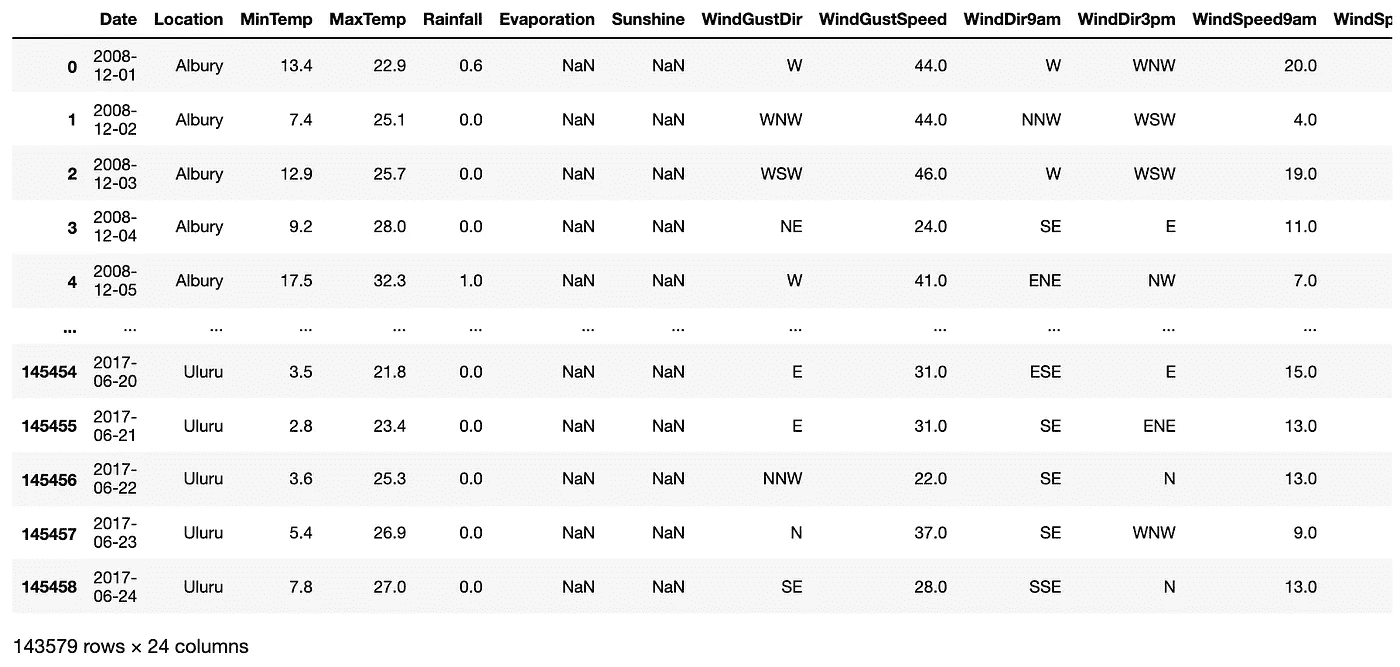 Date Location MinTemp MaxTemp Rainfall Evaporation Sunshine WindGustDir WindGustSpeed WindDir9am WindDir3pm WindSpeed9am WindSp
0 2008-12-01 Albury 13.4 22.9 0.6 NaN NaN W 44.0 W WNW 20.0
1 2008-12-02 Albury 7.4 25.1 0.0 NaN NaN WNW 44.0 NNW WSW 4.0
2 2008-12-03 Albury 12.9 25.7 0.0 NaN NaN WSW 46.0 W WSW 19.0
3 2008-12-04 Albury 9.2 28.0 0.0 NaN NaN NE 24.0 SE E 11.0
4 2008-12-05 Albury 17.5 32.3 1.0 NaN NaN W 41.0 ENE NW 7.0
... ... ... ... ... ... ... ... ... ... ... ... ...
145454 2017-06-20 Uluru 3.5 21.8 0.0 NaN NaN E 31.0 ESE E 15.0
145455 2017-06-21 Uluru 2.8 23.4 0.0 NaN NaN E 31.0 SE ENE 13.0
145456 2017-06-22 Uluru 3.6 25.3 0.0 NaN NaN NNW 22.0 SE N 13.0
145457 2017-06-23 Uluru 5.4 26.9 0.0 NaN NaN N 37.0 SE WNW 9.0
145458 2017-06-24 Uluru 7.8 27.0 0.0 NaN NaN SE 28.0 SSE N 13.0
143579 rows × 24 columns